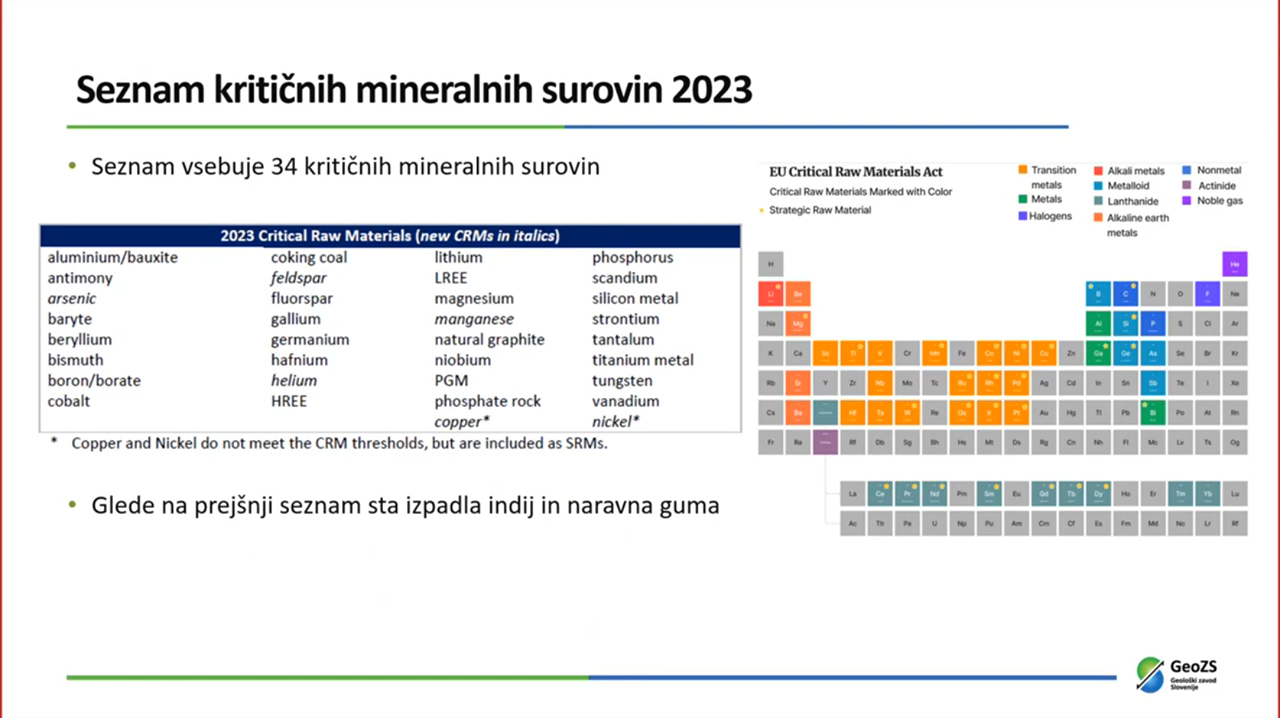 Seznam kritičnih mineralnih surovin 2023
• Seznam vsebuje 34 kritičnih mineralnih surovin
2023 Critical Raw Materials (new CRMs in italics)
aluminium/bauxite coking coal lithium phosphorus
antimony feldspar LREE scandium
arsenic fluorspar magnesium silicon metal
baryte gallium manganese strontium
beryllium germanium natural graphite tantalum
bismuth hafnium niobium titanium metal
boron/borate helium PGM tungsten
cobalt HREE phosphate rock vanadium
copper* nickel*
* Copper and Nickel do not meet the CRM thresholds, but are included as SRMs.
• Glede na prejšnji seznam sta izpadla indij in naravna guma
EU Critical Raw Materials Act
Critical Raw Materials Marked with Color
Strategic Raw Material
Transition metals
Metals
Halogens
Alkali metals
Metalloid
Lanthanide
Alkaline earth metals
Nonmetal
Actinide
Noble gas
H He
Li Be B C N O F Ne
Na Mg Al Si P S Cl Ar
K Ca Sc Ti V Cr Mn Fe Co Ni Cu Zn Ga Ge As Se Br Kr
Rb Sr Y Zr Nb Mo Tc Ru Rh Pd Ag Cd In Sn Sb Te I Xe
Cs Ba Hf Ta W Re Os Ir Pt Au Hg Tl Pb Bi Po At Rn
Fr Ra Rf Db Sg Bh Hs Mt Ds Rg Cn Nh Fl Mc Lv Ts Og
La Ce Pr Nd Pm Sm Eu Gd Tb Dy Ho Er Tm Yb Lu
Ac Th Pa U Np Pu Am Cm Cf Es Fm Md No Lr Rf
GeoZS
Geološki zavod
Slovenije